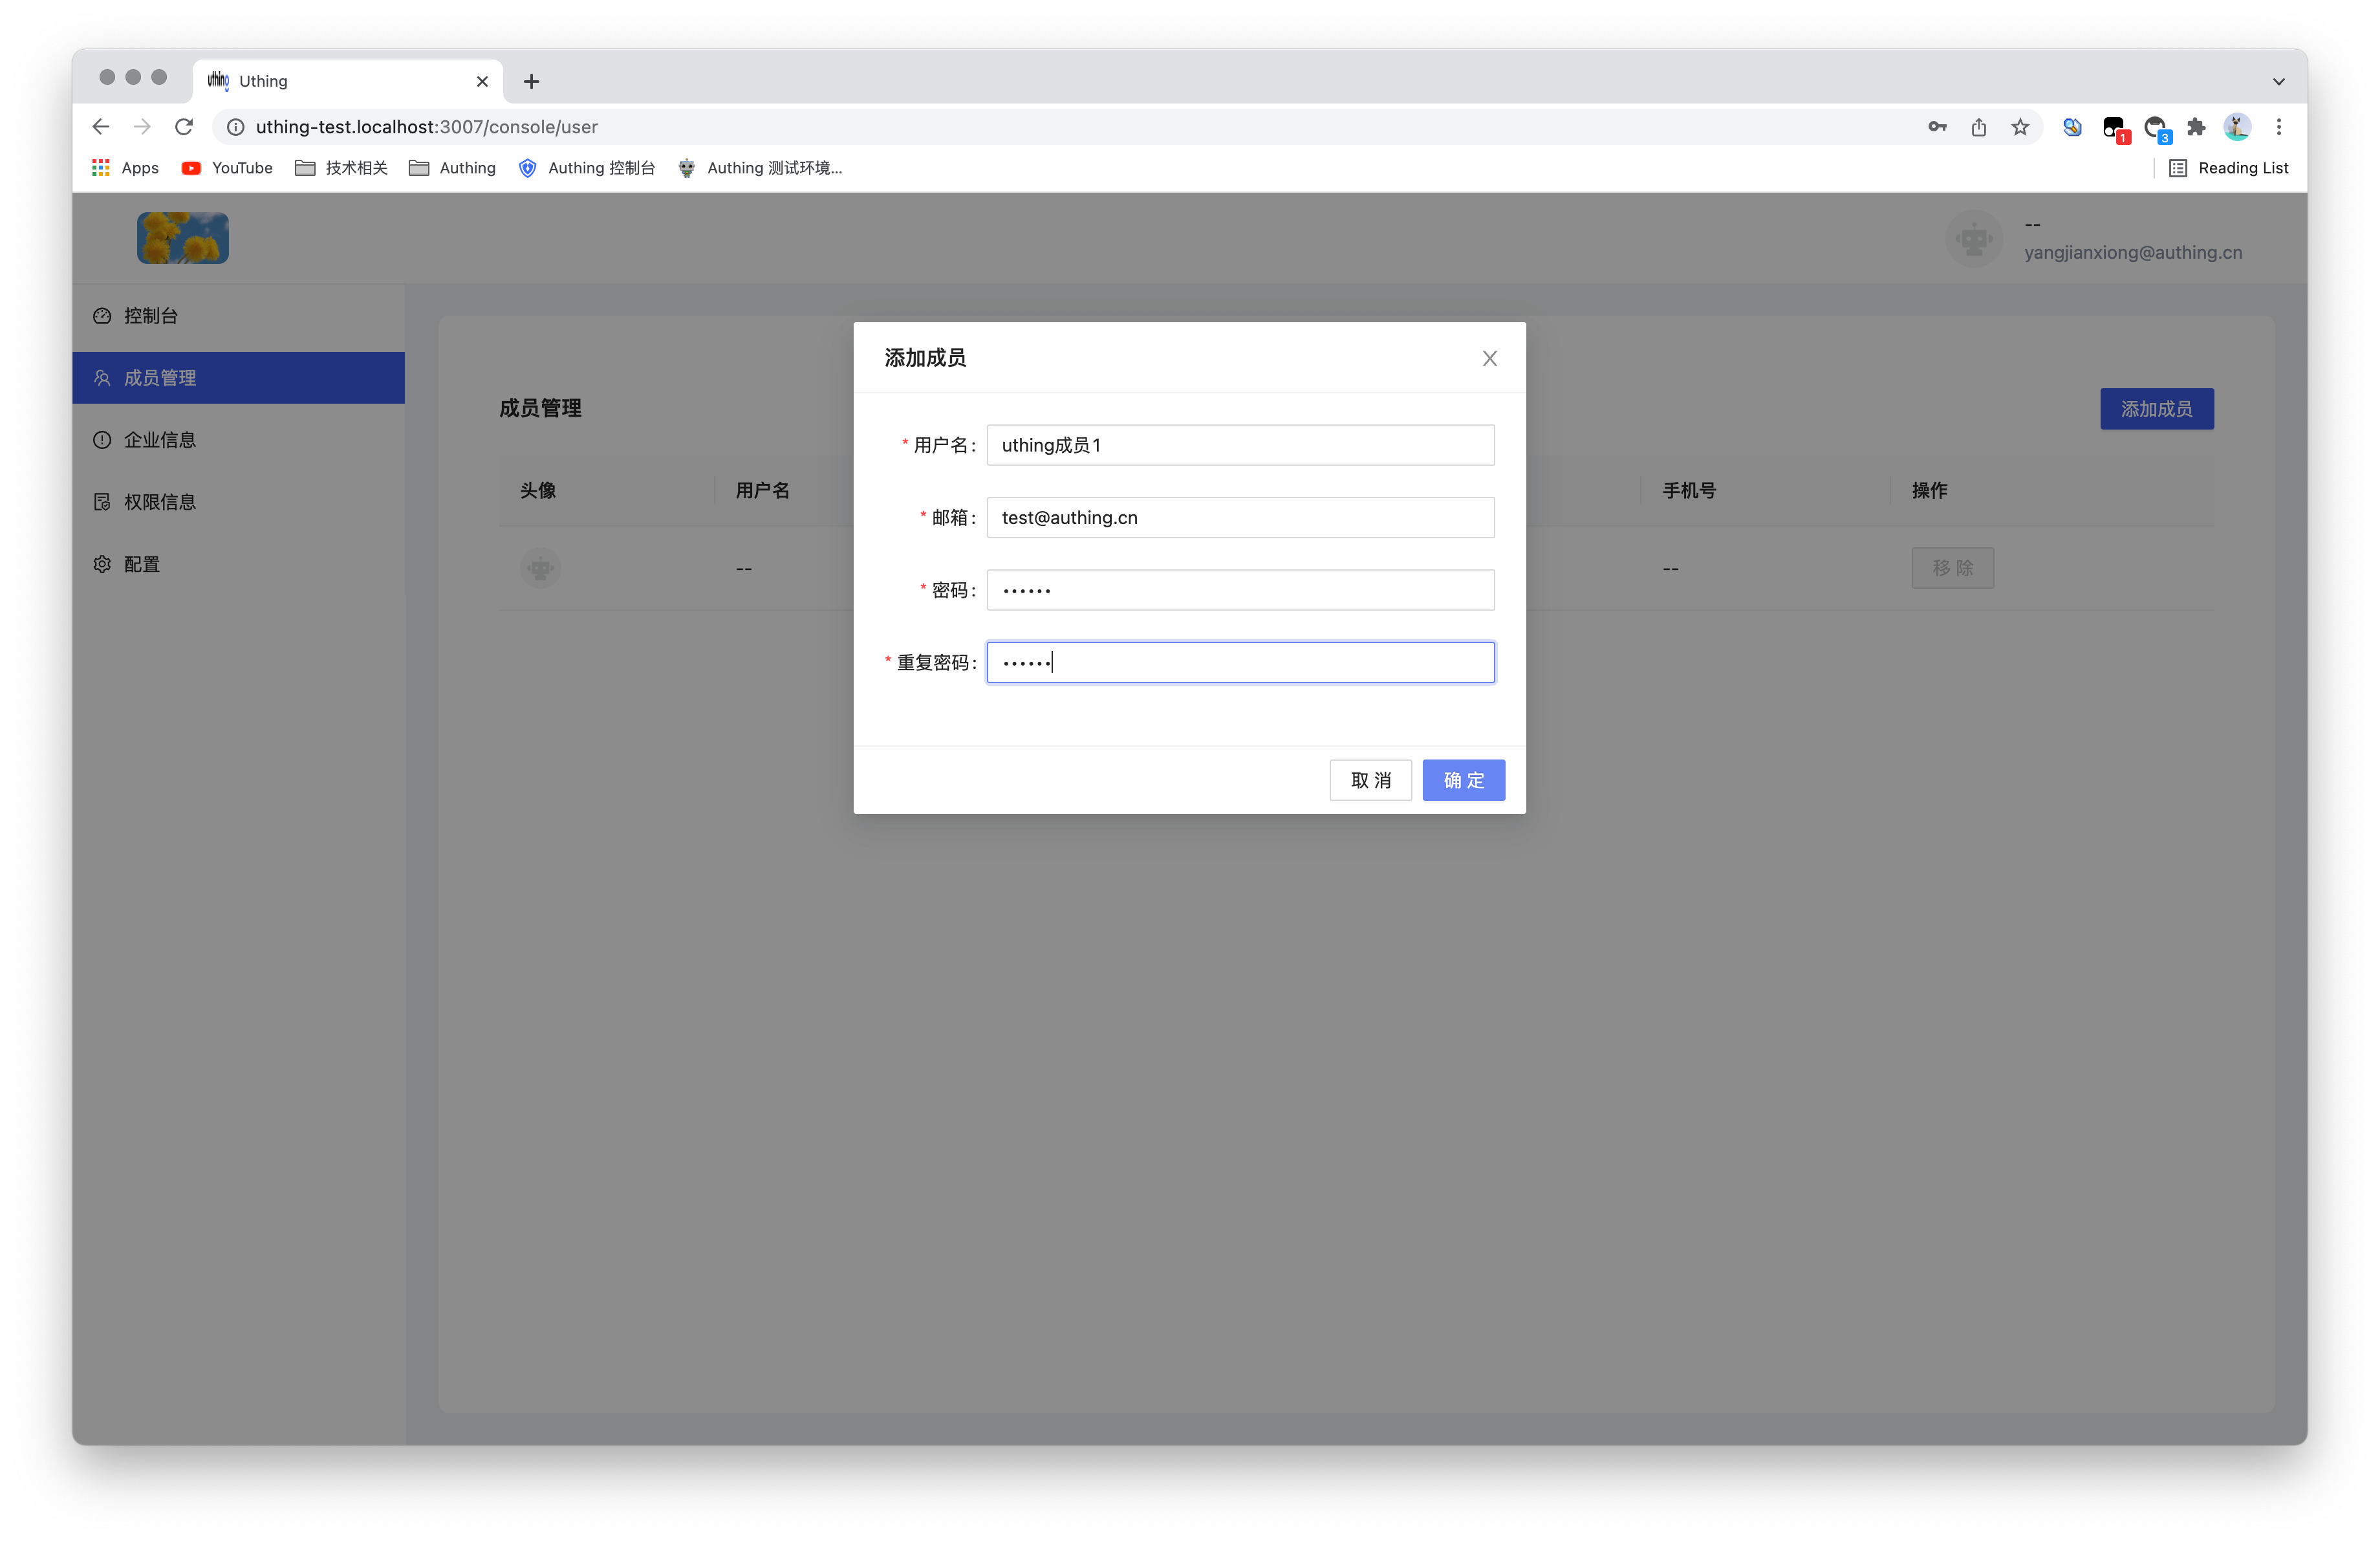 uthing Uthing
uthing-test.localhost:3007/console/user
1
3
Apps YouTube 技术相关 Authing Authing 控制台 Authing 测试环境... Reading List
--
yangjianxiong@authing.cn
控制台
成员管理
企业信息
权限信息
配置
成员管理
添加成员
头像 用户名 手机号 操作
-- -- 移 除
添加成员
* 用户名: uthing成员1
* 邮箱: test@authing.cn
* 密码: ••••••
* 重复密码: ••••••
取 消 确 定